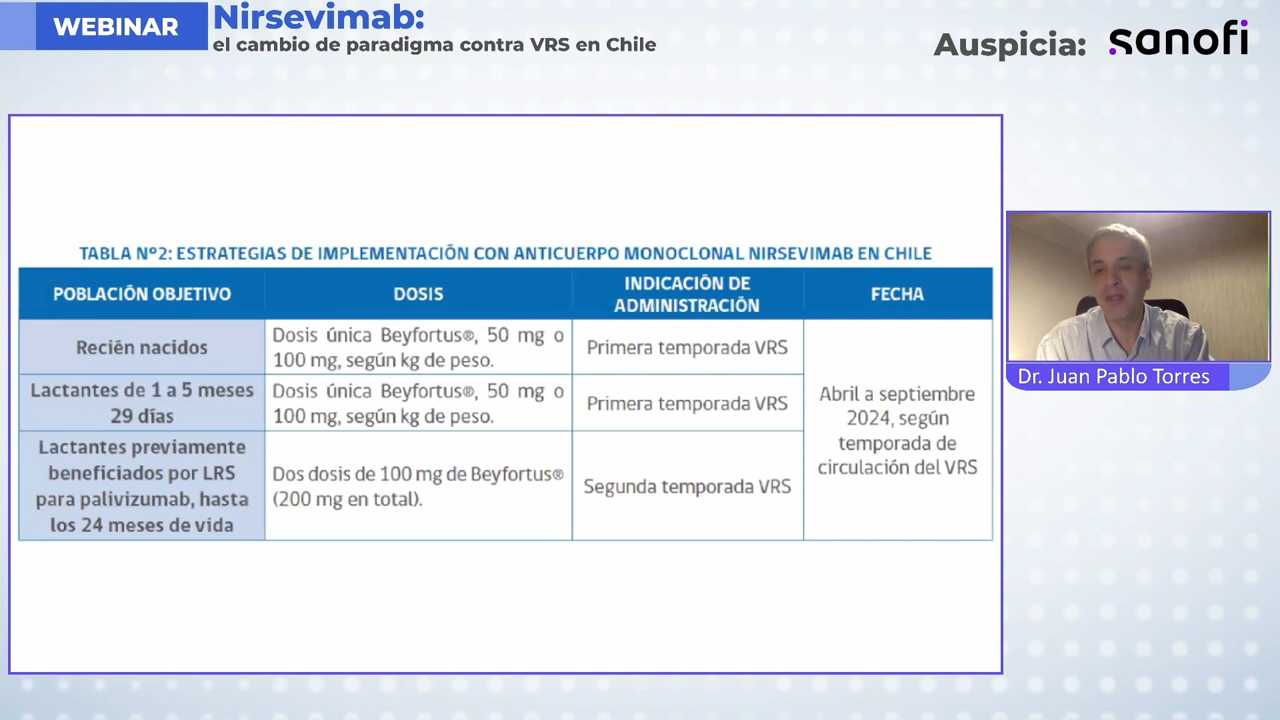 WEBINAR
Nirsevimab:
el cambio de paradigma contra VRS en Chile
Auspicia: sanofi
TABLA Nº2: ESTRATEGIAS DE IMPLEMENTACIÓN CON ANTICUERPO MONOCLONAL NIRSEVIMAB EN CHILE
POBLACIÓN OBJETIVO
DOSIS
INDICACIÓN DE
ADMINISTRACIÓN
FECHA
Recién nacidos
Dosis única Beyfortus®, 50 mg o
100 mg, según kg de peso.
Primera temporada VRS
Lactantes de 1 a 5 meses
29 días
Dosis única Beyfortus®, 50 mg o
100 mg, según kg de peso.
Primera temporada VRS
Lactantes previamente
beneficiados por LRS
para palivizumab, hasta
los 24 meses de vida
Dos dosis de 100 mg de Beyfortus®
(200 mg en total).
Segunda temporada VRS
Abril a septiembre
2024, según
temporada de
circulación del VRS
Dr. Juan Pablo Torres